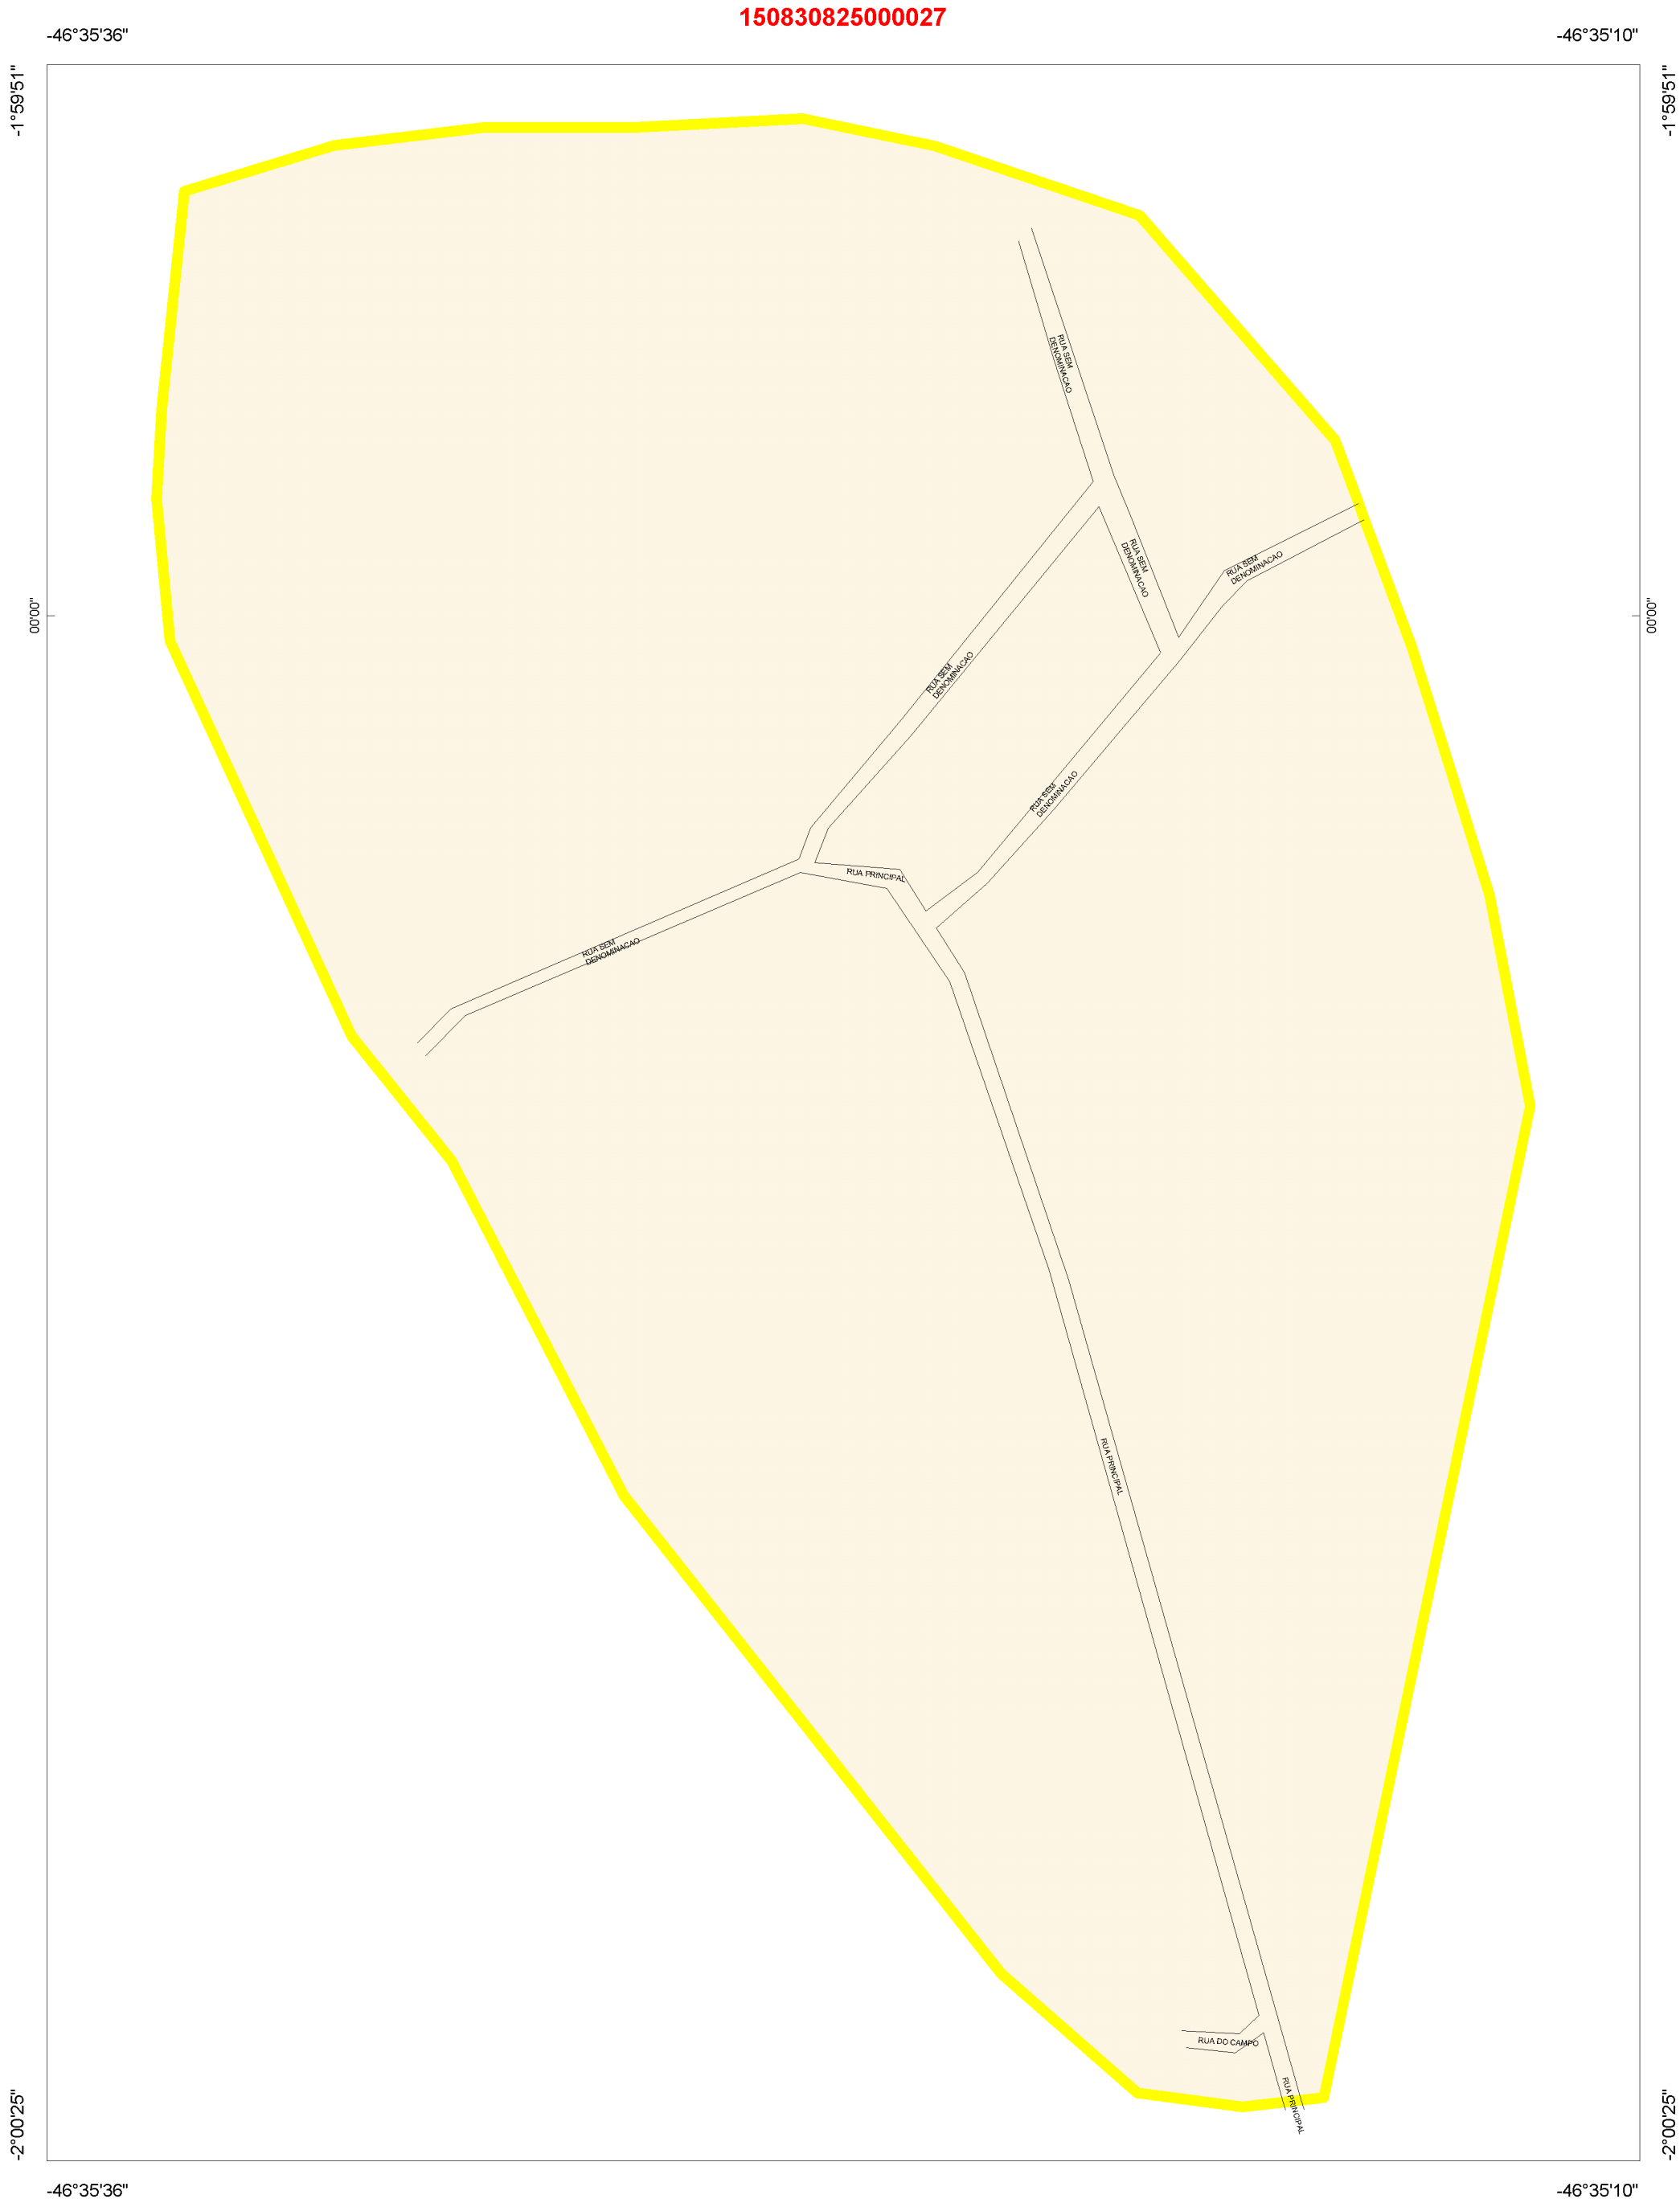 150830825000027
-46°35'36"
-46°35'10"
-1°59'51"
-1°59'51"
RUA SEM
DENOMINACAO
RUA SEM
DENOMINACAO
RUA SEM
DENOMINACAO
00'00"
00'00"
RUA SEM
DENOMINACAO
RUA SEM
DENOMINACAO
RUA PRINCIPAL
RUA SEM
DENOMINACAO
RUA PRINCIPAL
RUA DO CAMPO
RUA PRINCIPAL
-2°00'25"
-2°00'25"
-46°35'36"
-46°35'10"